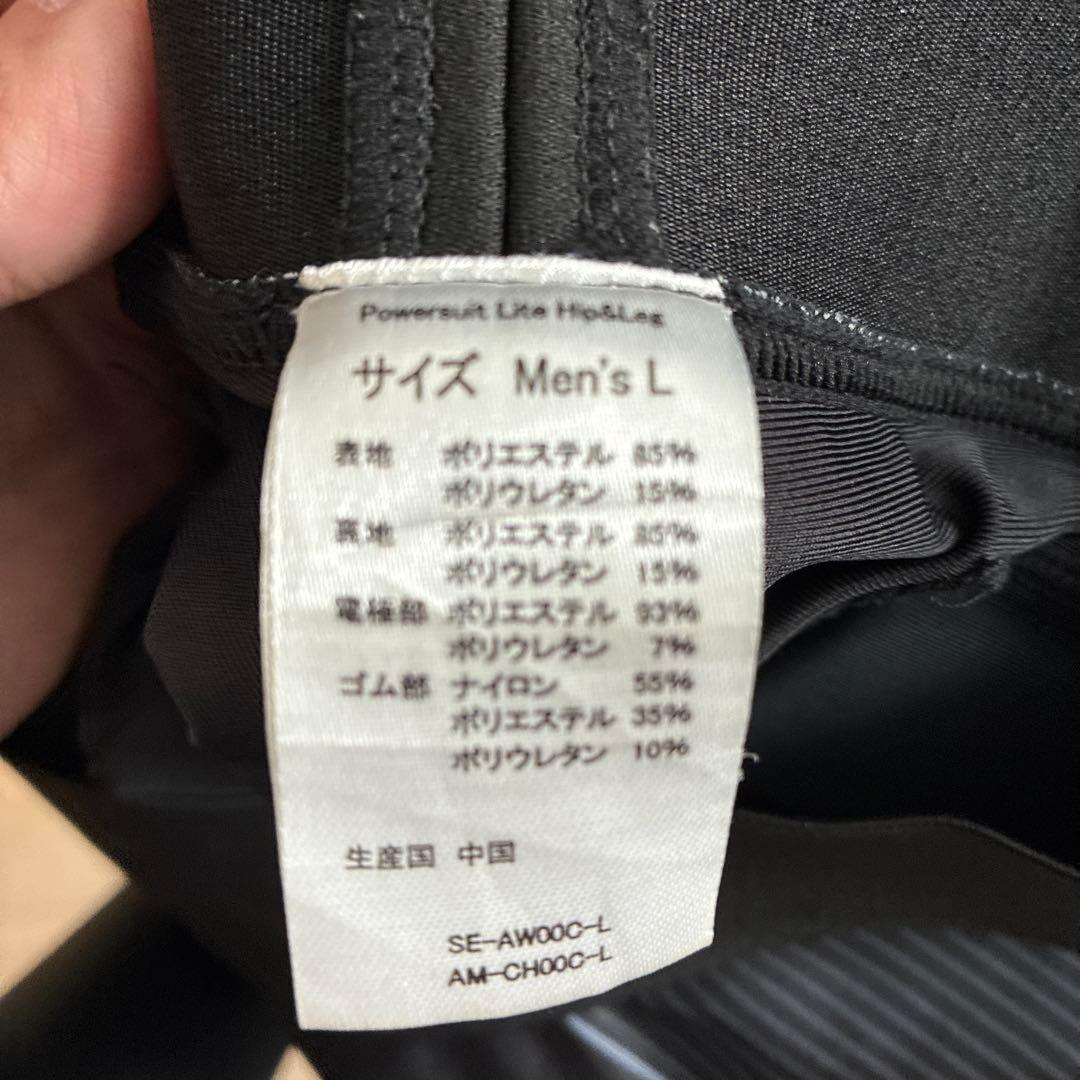 Powersuit Lite Hip&Leg
サイズ Men's L
表地 ポリエステル 85%
ポリウレタン 15%
裏地 ポリエステル 85%
ポリウレタン 15%
電極部 ポリエステル 93%
ポリウレタン 7%
ゴム部 ナイロン 55%
ポリエステル 35%
ポリウレタン 10%
生産国 中国
SE-AW00C-L
AM-CH00C-L